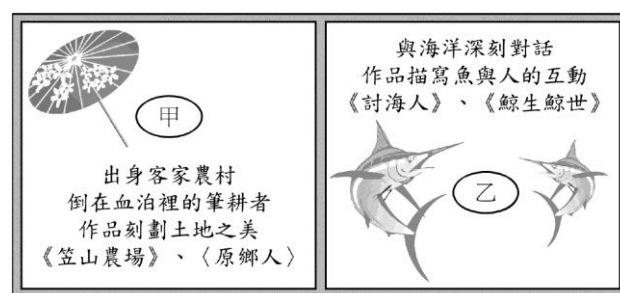 甲
出身客家農村
倒在血泊裡的筆耕者
作品刻劃土地之美
《笠山農場》、〈原鄉人〉
與海洋深刻對話
作品描寫魚與人的互動
《討海人》、《鯨生鯨世》
乙